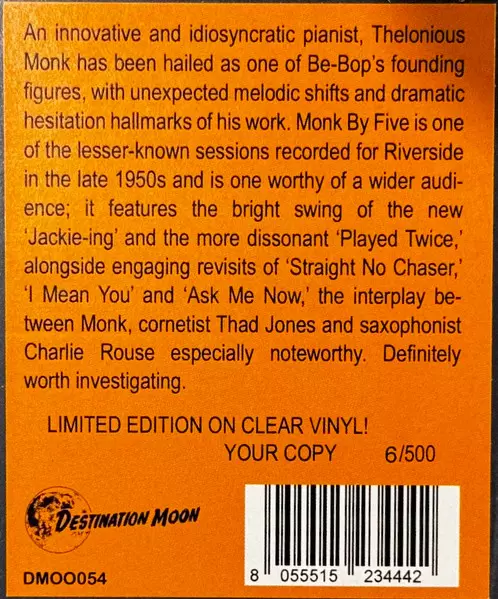 An innovative and idiosyncratic pianist, Thelonious
Monk has been hailed as one of Be-Bop's founding
figures, with unexpected melodic shifts and dramatic
hesitation hallmarks of his work. Monk By Five is one
of the lesser-known sessions recorded for Riverside
in the late 1950s and is one worthy of a wider audi-
ence; it features the bright swing of the new
'Jackie-ing' and the more dissonant 'Played Twice,'
alongside engaging revisits of 'Straight No Chaser,'
'I Mean You' and 'Ask Me Now,' the interplay be-
tween Monk, cornetist Thad Jones and saxophonist
Charlie Rouse especially noteworthy. Definitely
worth investigating.
LIMITED EDITION ON CLEAR VINYL!
YOUR COPY 6/500
DESTINATION MOON
DMOO054
8 055515 234442